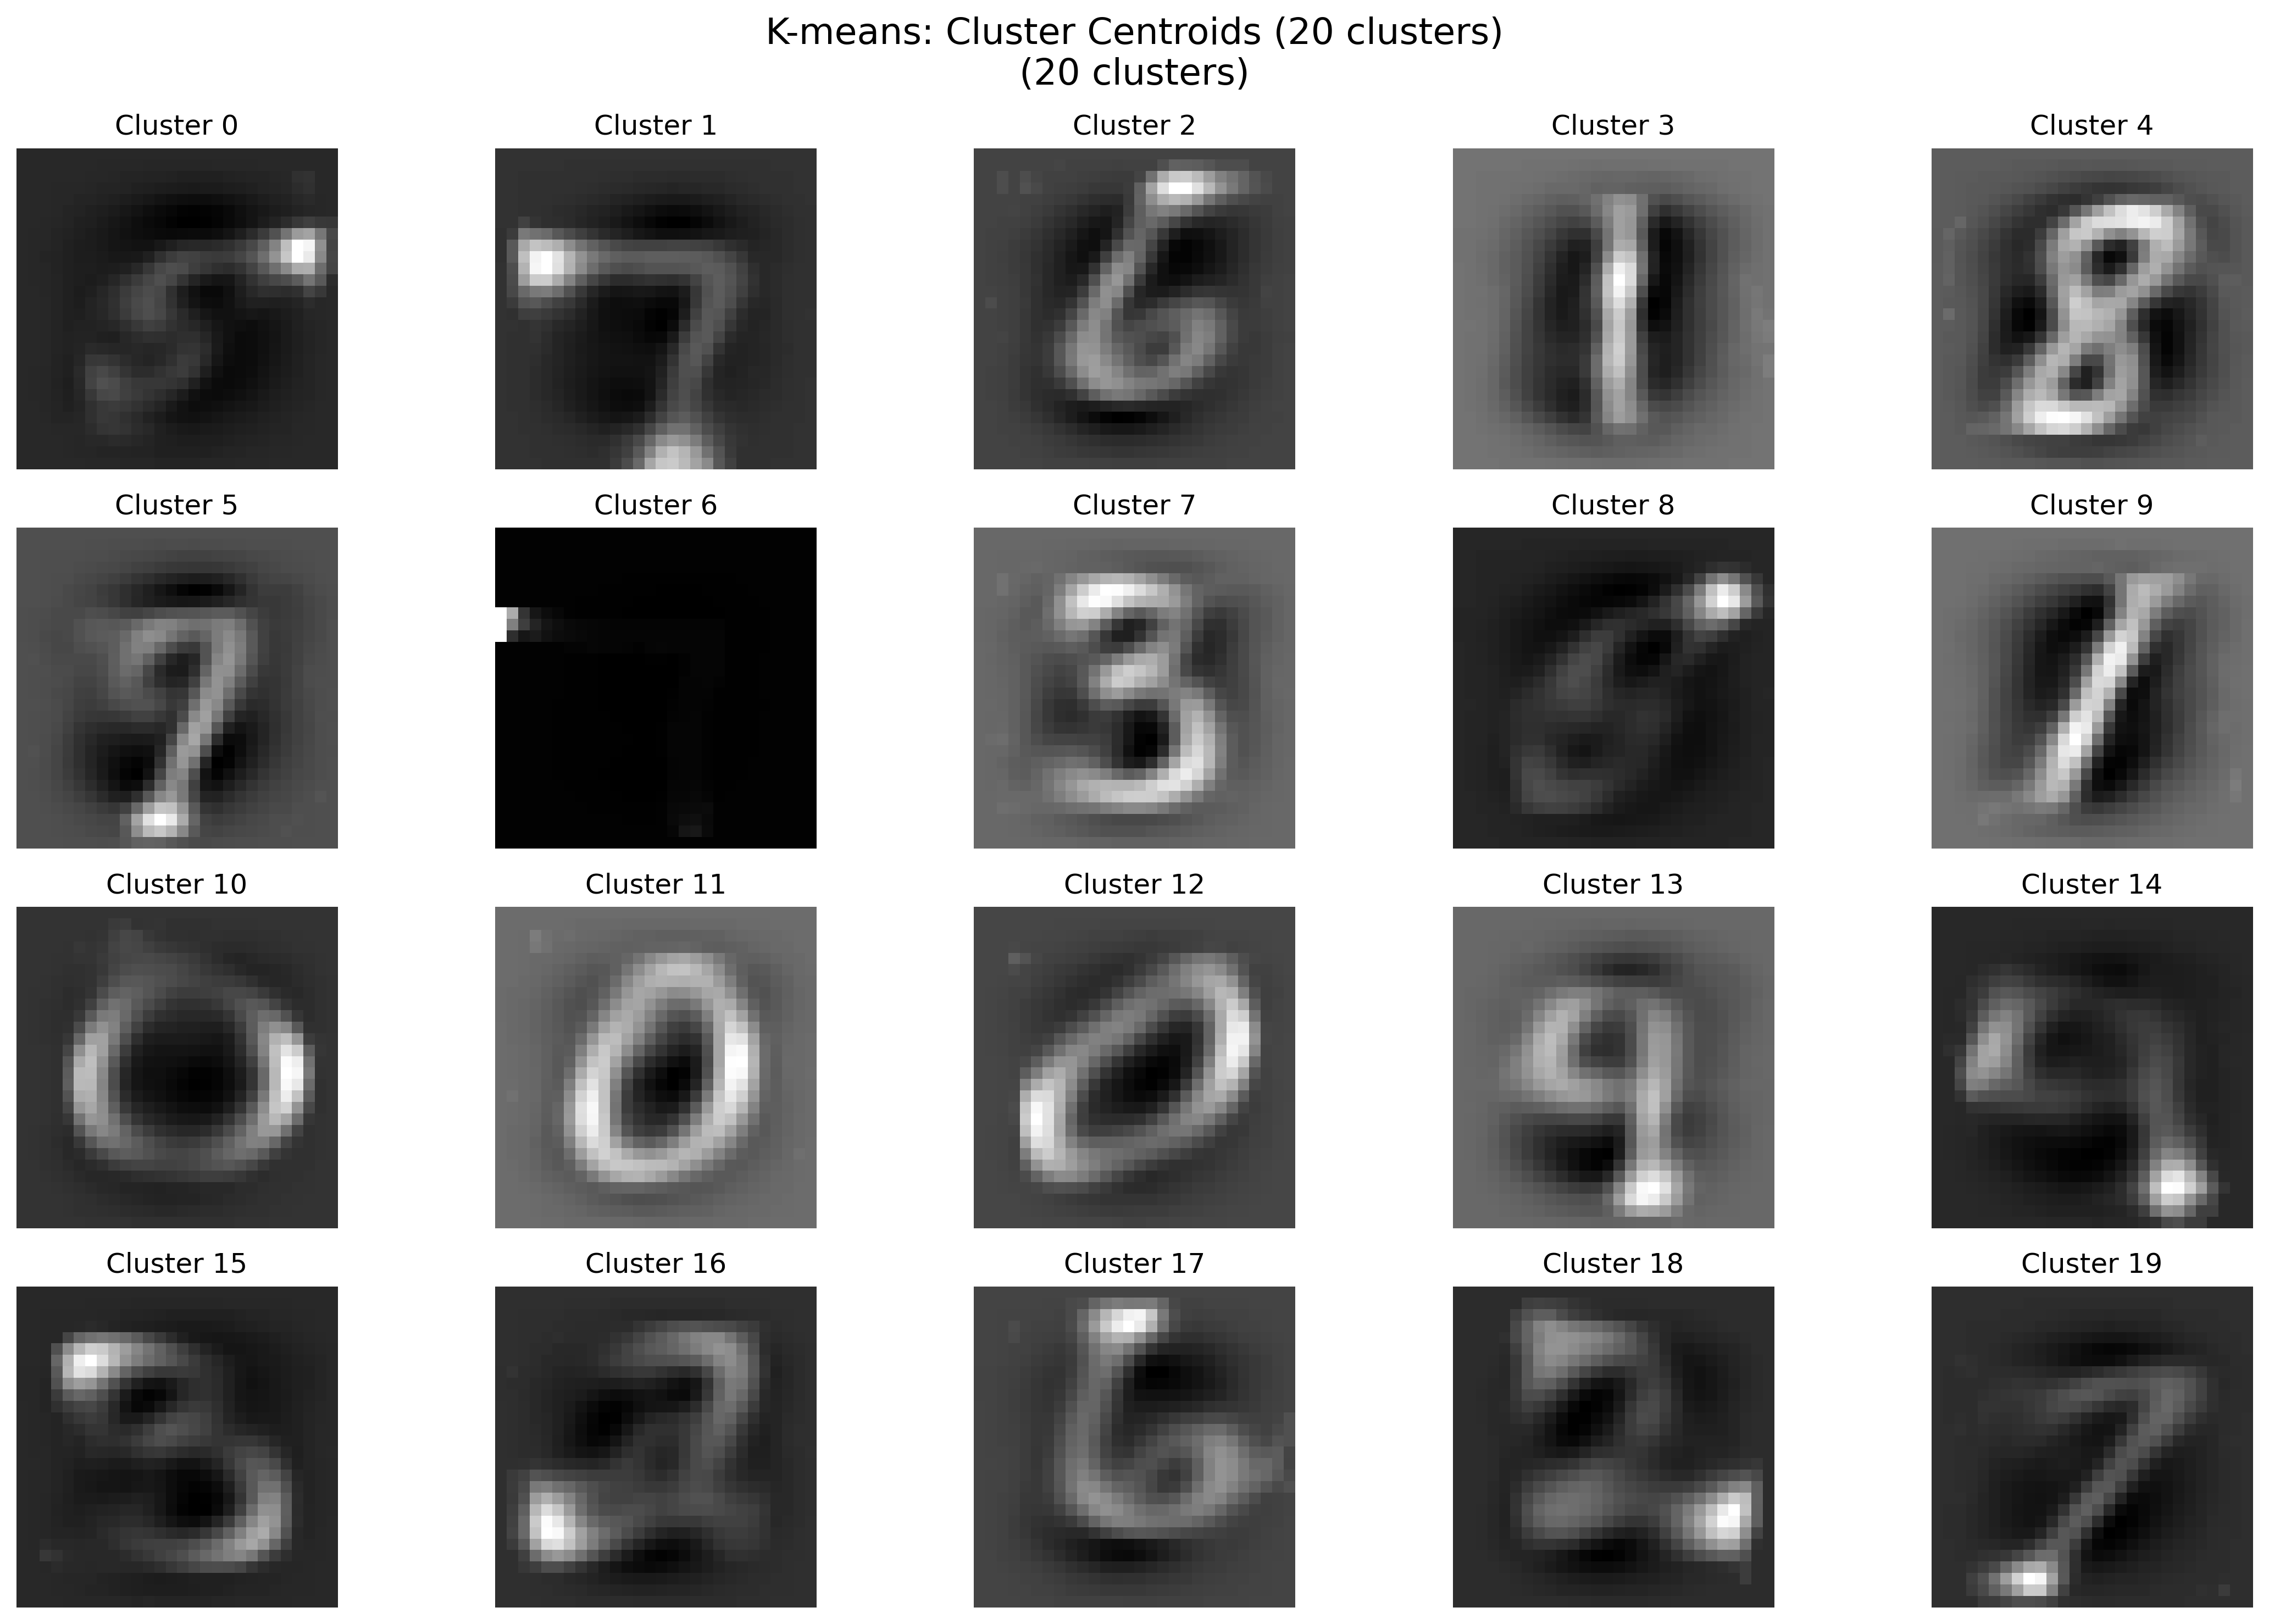 K-means: Cluster Centroids (20 clusters)
(20 clusters)
Cluster 0 Cluster 1 Cluster 2 Cluster 3 Cluster 4
Cluster 5 Cluster 6 Cluster 7 Cluster 8 Cluster 9
Cluster 10 Cluster 11 Cluster 12 Cluster 13 Cluster 14
Cluster 15 Cluster 16 Cluster 17 Cluster 18 Cluster 19